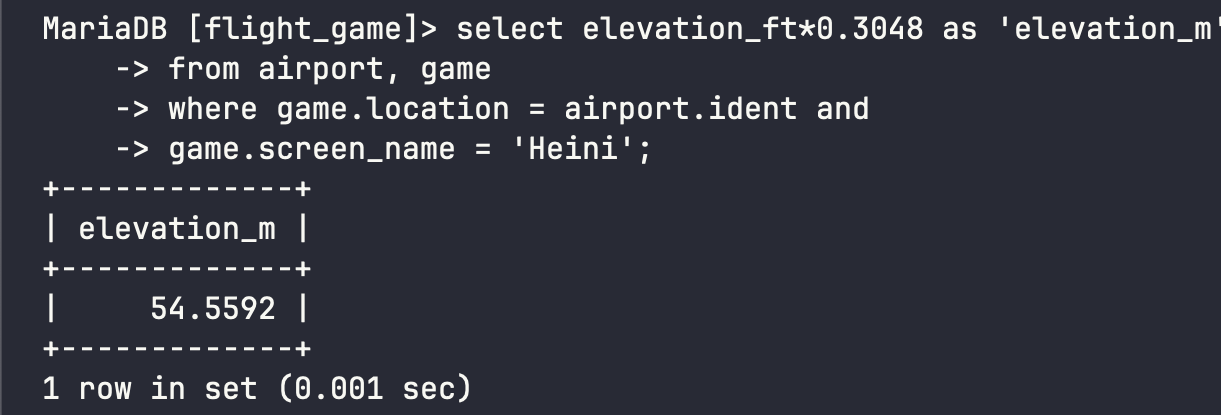 MariaDB [flight_game]> select elevation_ft*0.3048 as 'elevation_m'
    -> from airport, game
    -> where game.location = airport.ident and
    -> game.screen_name = 'Heini';
+-------------+
| elevation_m |
+-------------+
|     54.5592 |
+-------------+
1 row in set (0.001 sec)